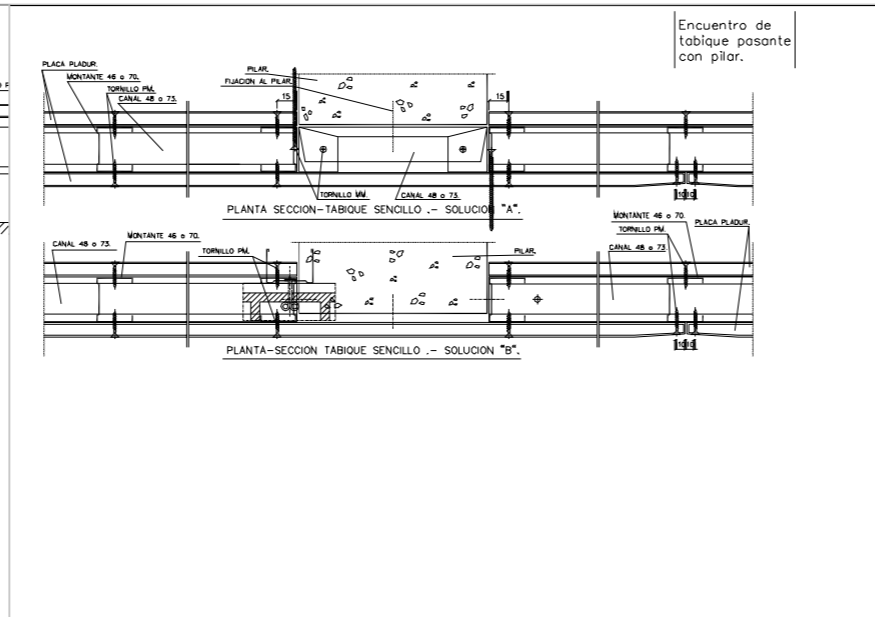 Encuentro de
tabique pasante
con pilar.
PLACA PLADUR.
MONTANTE 46 o 70.
TORNILLO PM.
CANAL 48 o 73.
PILAR.
FIJACION AL PILAR.
15
15
TORNILLO MM.
CANAL 48 o 73.
1010
PLANTA SECCION-TABIQUE SENCILLO .- SOLUCION "A".
CANAL 48 o 73.
MONTANTE 46 o 70.
TORNILLO PM.
PILAR.
MONTANTE 46 o 70.
TORNILLO PM.
CANAL 48 o 73.
PLACA PLADUR.
1010
PLANTA-SECCION TABIQUE SENCILLO .- SOLUCION "B".